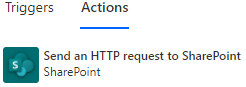 Triggers Actions
Send an HTTP request to SharePoint
SharePoint